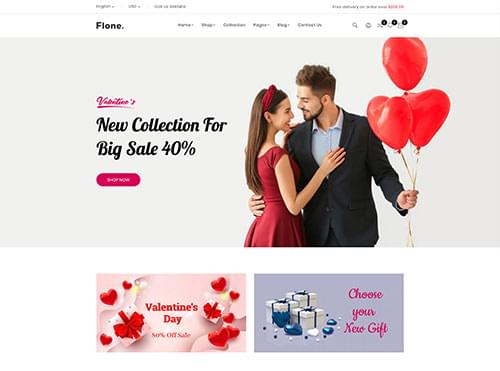 English
USD
Call Us 3965410
Free delivery on order over $200.00
Flone.
Home
Shop
Collection
Pages
Blog
Contact Us
Valentine's
New Collection For
Big Sale 40%
SHOP NOW
Valentine's
Day
80% Off Sale
Choose
your
New Gift